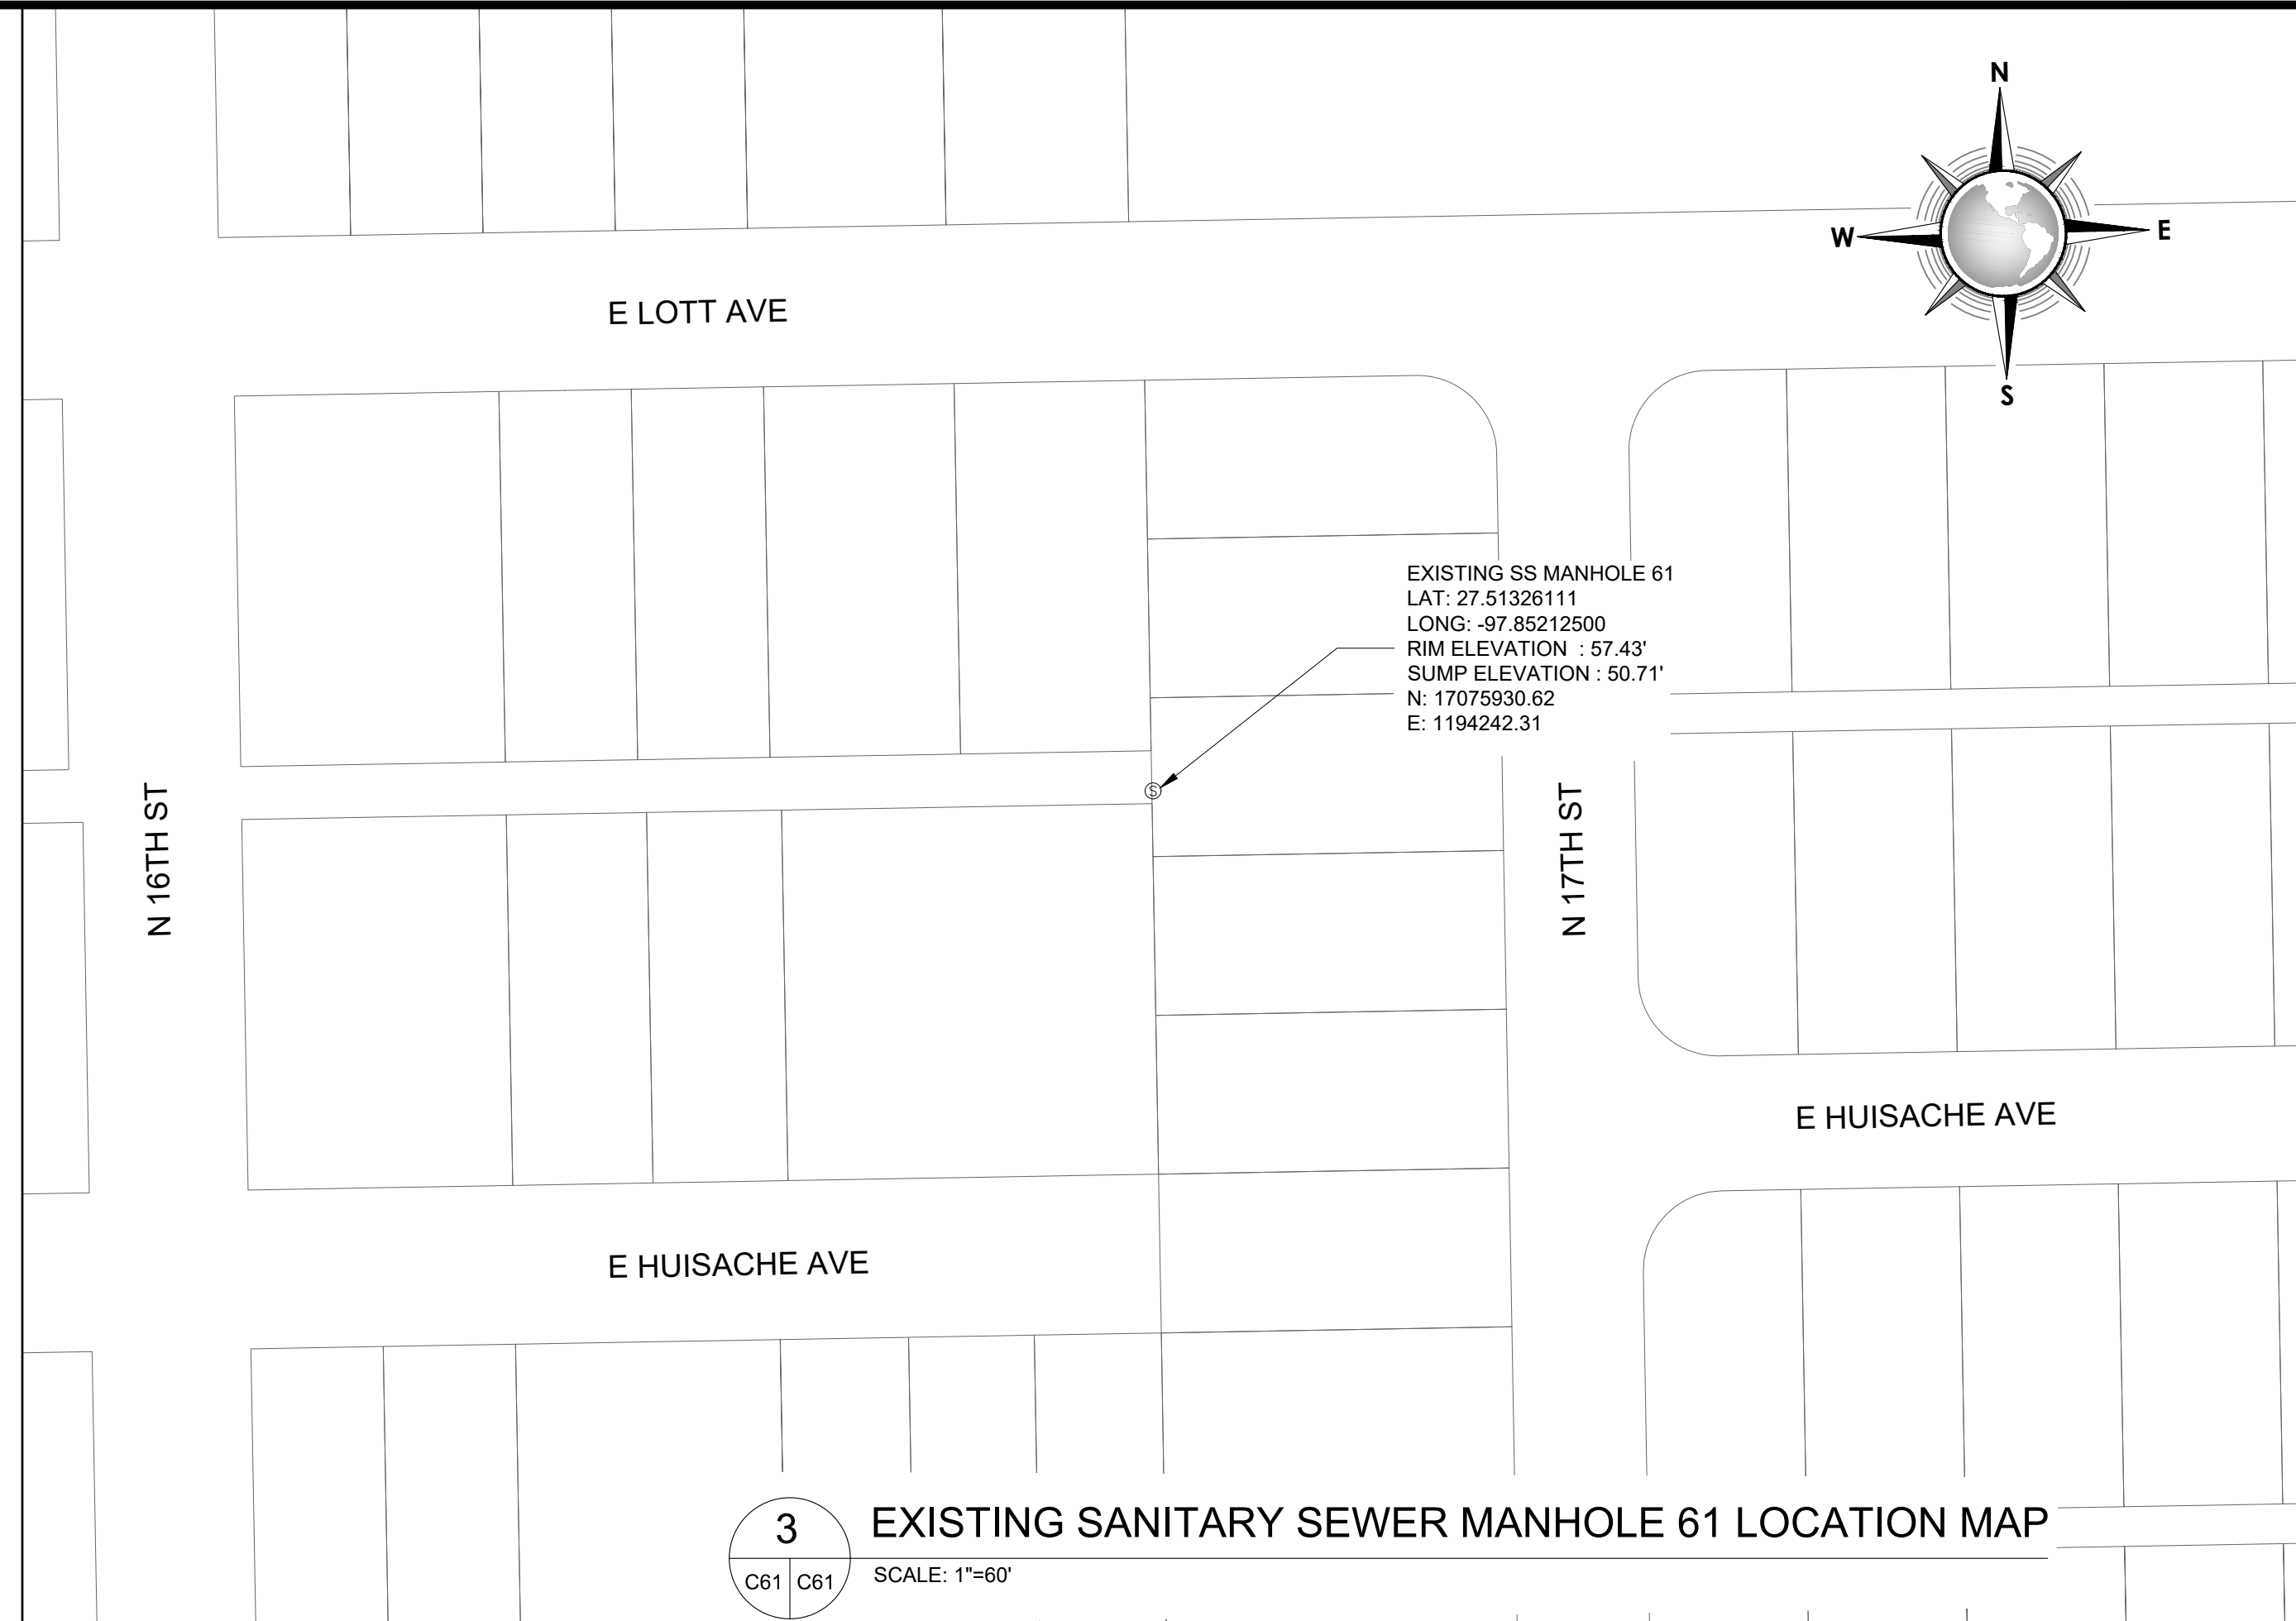 N
W
E
S
E LOTT AVE
EXISTING SS MANHOLE 61
LAT: 27.51326111
LONG: -97.85212500
RIM ELEVATION : 57.43'
SUMP ELEVATION : 50.71'
N: 17075930.62
E: 1194242.31
S
N 16TH ST
N 17TH ST
E HUISACHE AVE
E HUISACHE AVE
3
C61
C61
EXISTING SANITARY SEWER MANHOLE 61 LOCATION MAP
SCALE: 1"=60'